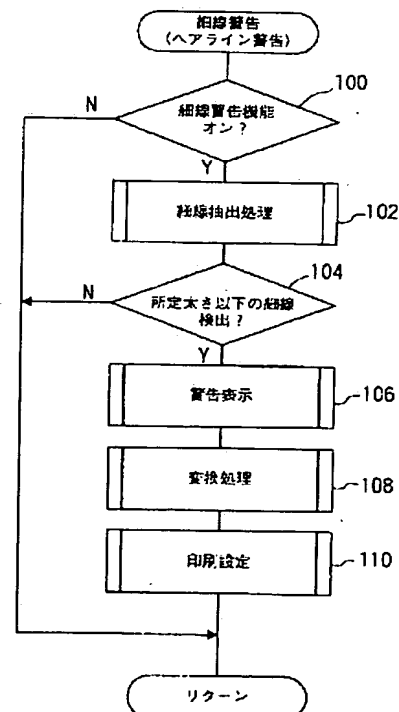 細線警告
(ヘアライン警告)
100
N
細線警告機能
オン？
Y
経線抽出処理
102
104
N
所定太さ以下の細線
検出？
Y
警告表示
106
変換処理
108
印刷設定
110
リターン